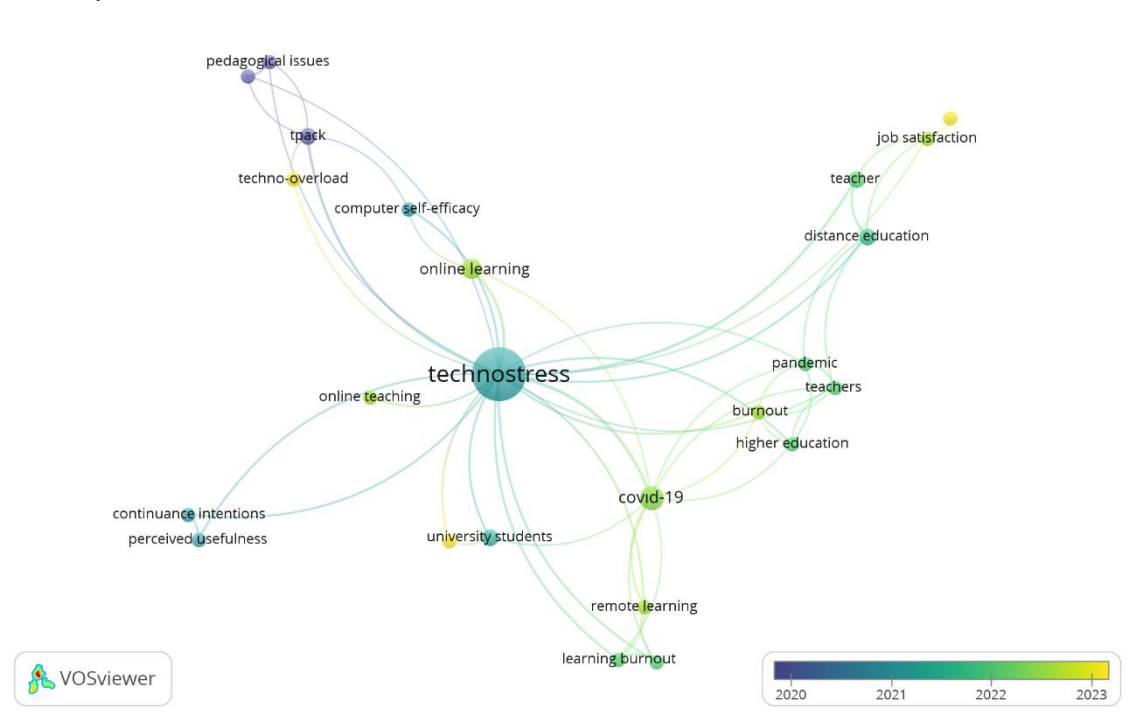 pedagogical issues
tpack
techno-overload
computer self-efficacy
online learning
job satisfaction
teacher
distance education
technostress
online teaching
pandemic
teachers
burnout
higher education
covid-19
continuance intentions
perceived usefulness
university students
remote learning
learning burnout
VOSviewer
2020 2021 2022 2023